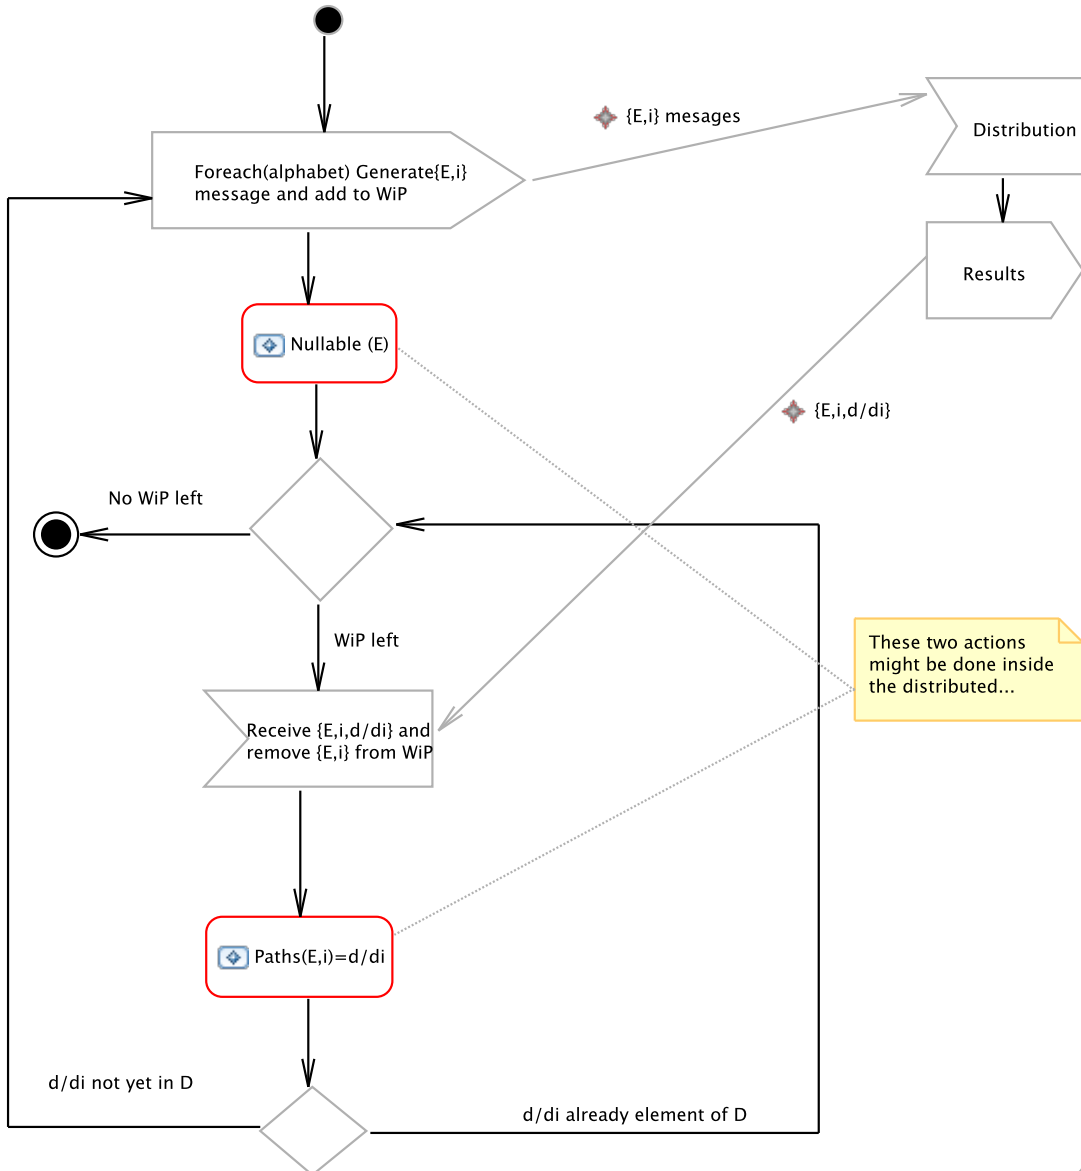 {E,i} mesages
Distribution
Foreach(alphabet) Generate{E,i}
message and add to WiP
Results
Nullable (E)
{E,i,d/di}
No WiP left
WiP left
These two actions
might be done inside
the distributed...
Receive {E,i,d/di} and
remove {E,i} from WiP
Paths(E,i)=d/di
d/di not yet in D
d/di already element of D